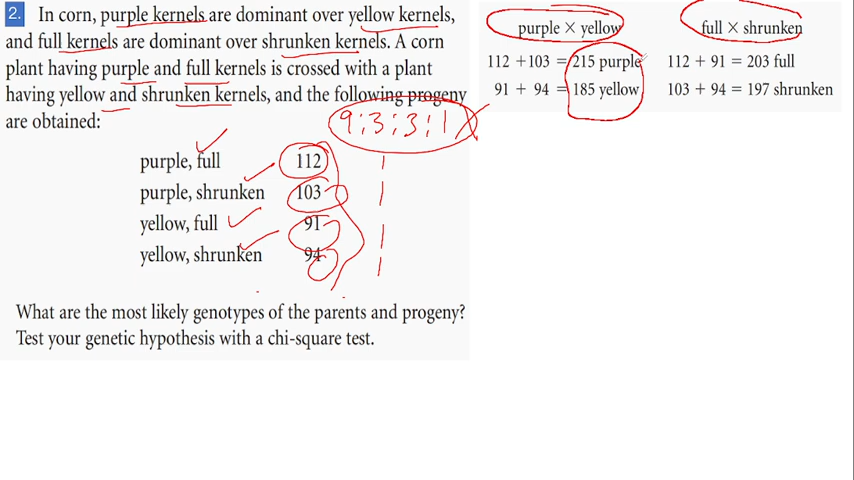 2. In corn, purple kernels are dominant over yellow kernels,
and full kernels are dominant over shrunken kernels. A corn
plant having purple and full kernels is crossed with a plant
having yellow and shrunken kernels, and the following progeny
are obtained:
9:3:3:1
purple, full 112 1
purple, shrunken 103 1
yellow, full 91 1
yellow, shrunken 94 1
What are the most likely genotypes of the parents and progeny?
Test your genetic hypothesis with a chi-square test.
purple × yellow
112 +103 = 215 purple
91 + 94 = 185 yellow
full × shrunken
112 + 91 = 203 full
103 + 94 = 197 shrunken